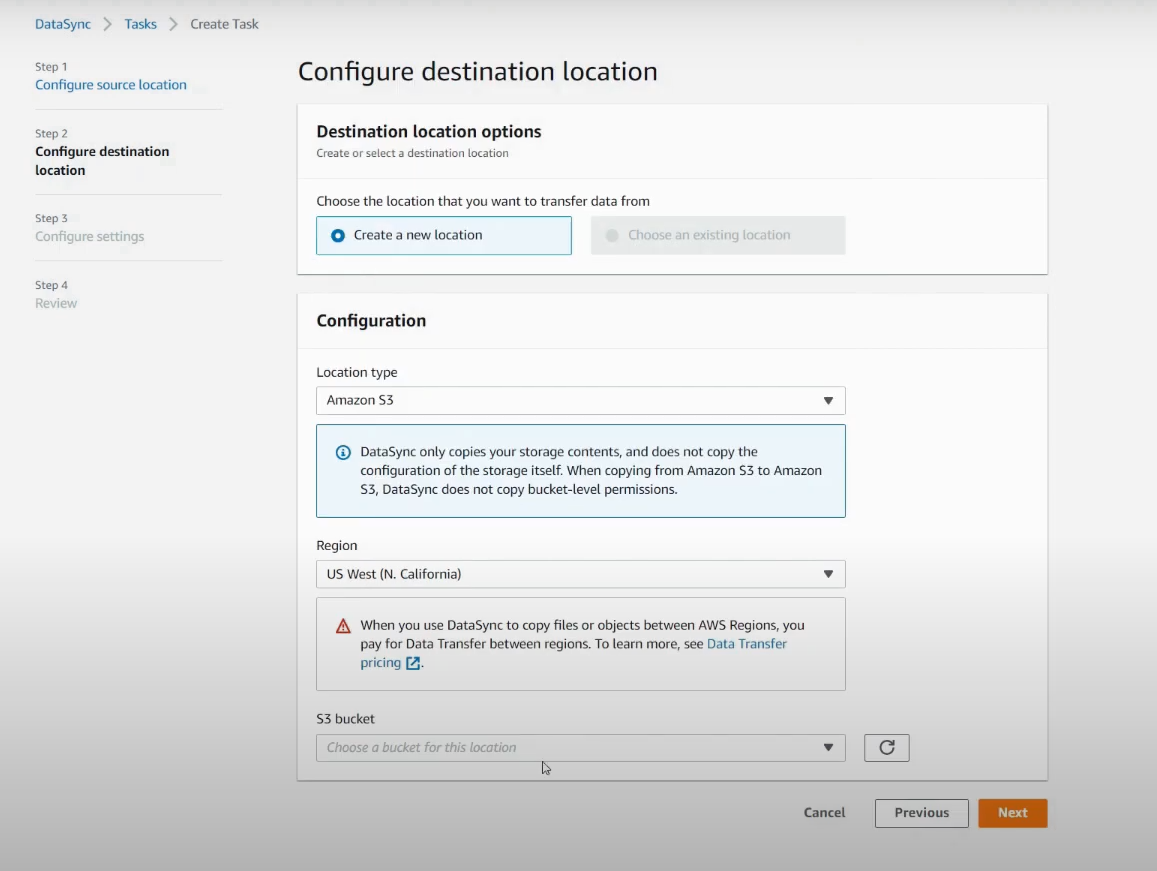 DataSync > Tasks > Create Task
Step 1
Configure source location
Step 2
Configure destination
location
Step 3
Configure settings
Step 4
Review
Configure destination location
Destination location options
Create or select a destination location
Choose the location that you want to transfer data from
Create a new location
Choose an existing location
Configuration
Location type
Amazon S3
DataSync only copies your storage contents, and does not copy the
configuration of the storage itself. When copying from Amazon S3 to Amazon
S3, DataSync does not copy bucket-level permissions.
Region
US West (N. California)
When you use DataSync to copy files or objects between AWS Regions, you
pay for Data Transfer between regions. To learn more, see Data Transfer
pricing.
S3 bucket
Choose a bucket for this location
Cancel
Previous
Next